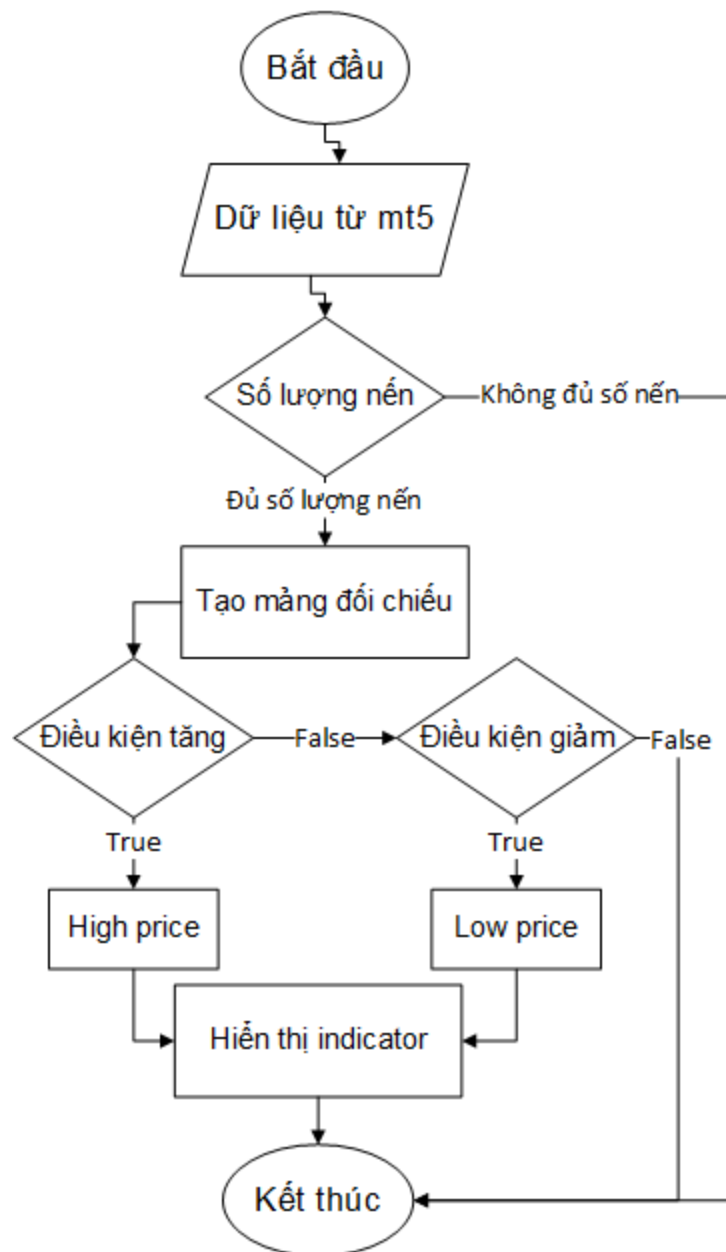 Bắt đầu
Dữ liệu từ mt5
Số lượng nến
Không đủ số nến
Đủ số lượng nến
Tạo mảng đối chiếu
Điều kiện tăng
False
Điều kiện giảm
False
True
True
High price
Low price
Hiển thị indicator
Kết thúc